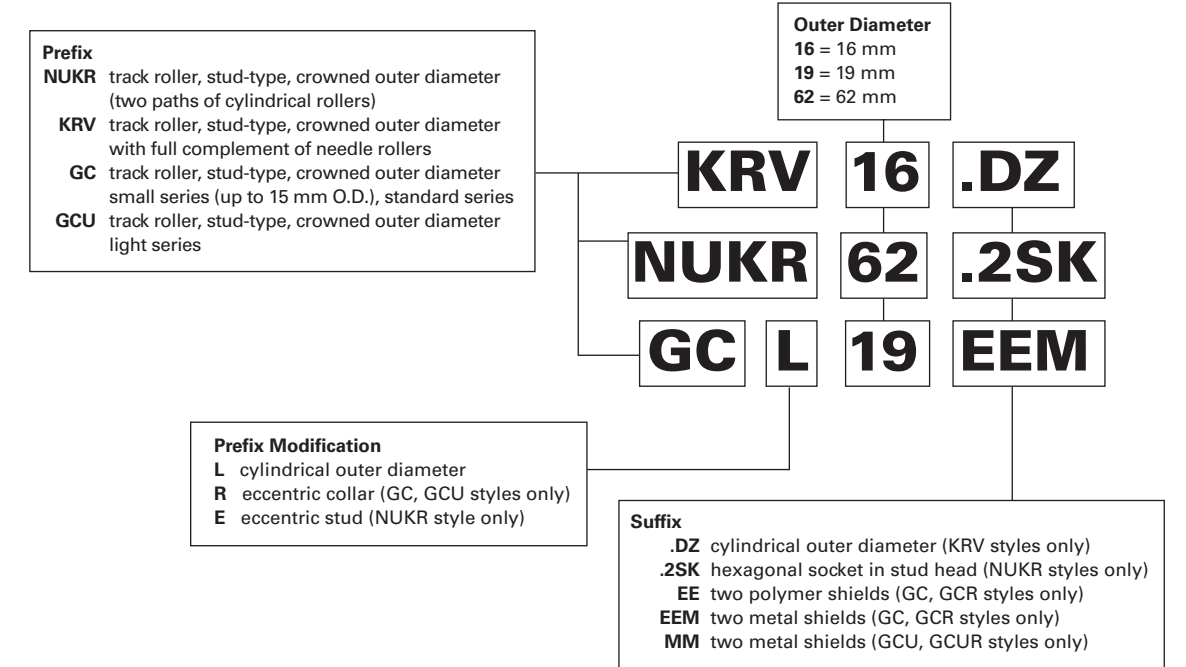 Outer Diameter
16 = 16 mm
19 = 19 mm
62 = 62 mm
Prefix
NUKR track roller, stud-type, crowned outer diameter
(two paths of cylindrical rollers)
KRV track roller, stud-type, crowned outer diameter
with full complement of needle rollers
GC track roller, stud-type, crowned outer diameter
small series (up to 15 mm O.D.), standard series
GCU track roller, stud-type, crowned outer diameter
light series
KRV 16 .DZ
NUKR 62 .2SK
GC L 19 EEM
Prefix Modification
L cylindrical outer diameter
R eccentric collar (GC, GCU styles only)
E eccentric stud (NUKR style only)
Suffix
.DZ cylindrical outer diameter (KRV styles only)
.2SK hexagonal socket in stud head (NUKR styles only)
EE two polymer shields (GC, GCR styles only)
EEM two metal shields (GC, GCR styles only)
MM two metal shields (GCU, GCUR styles only)